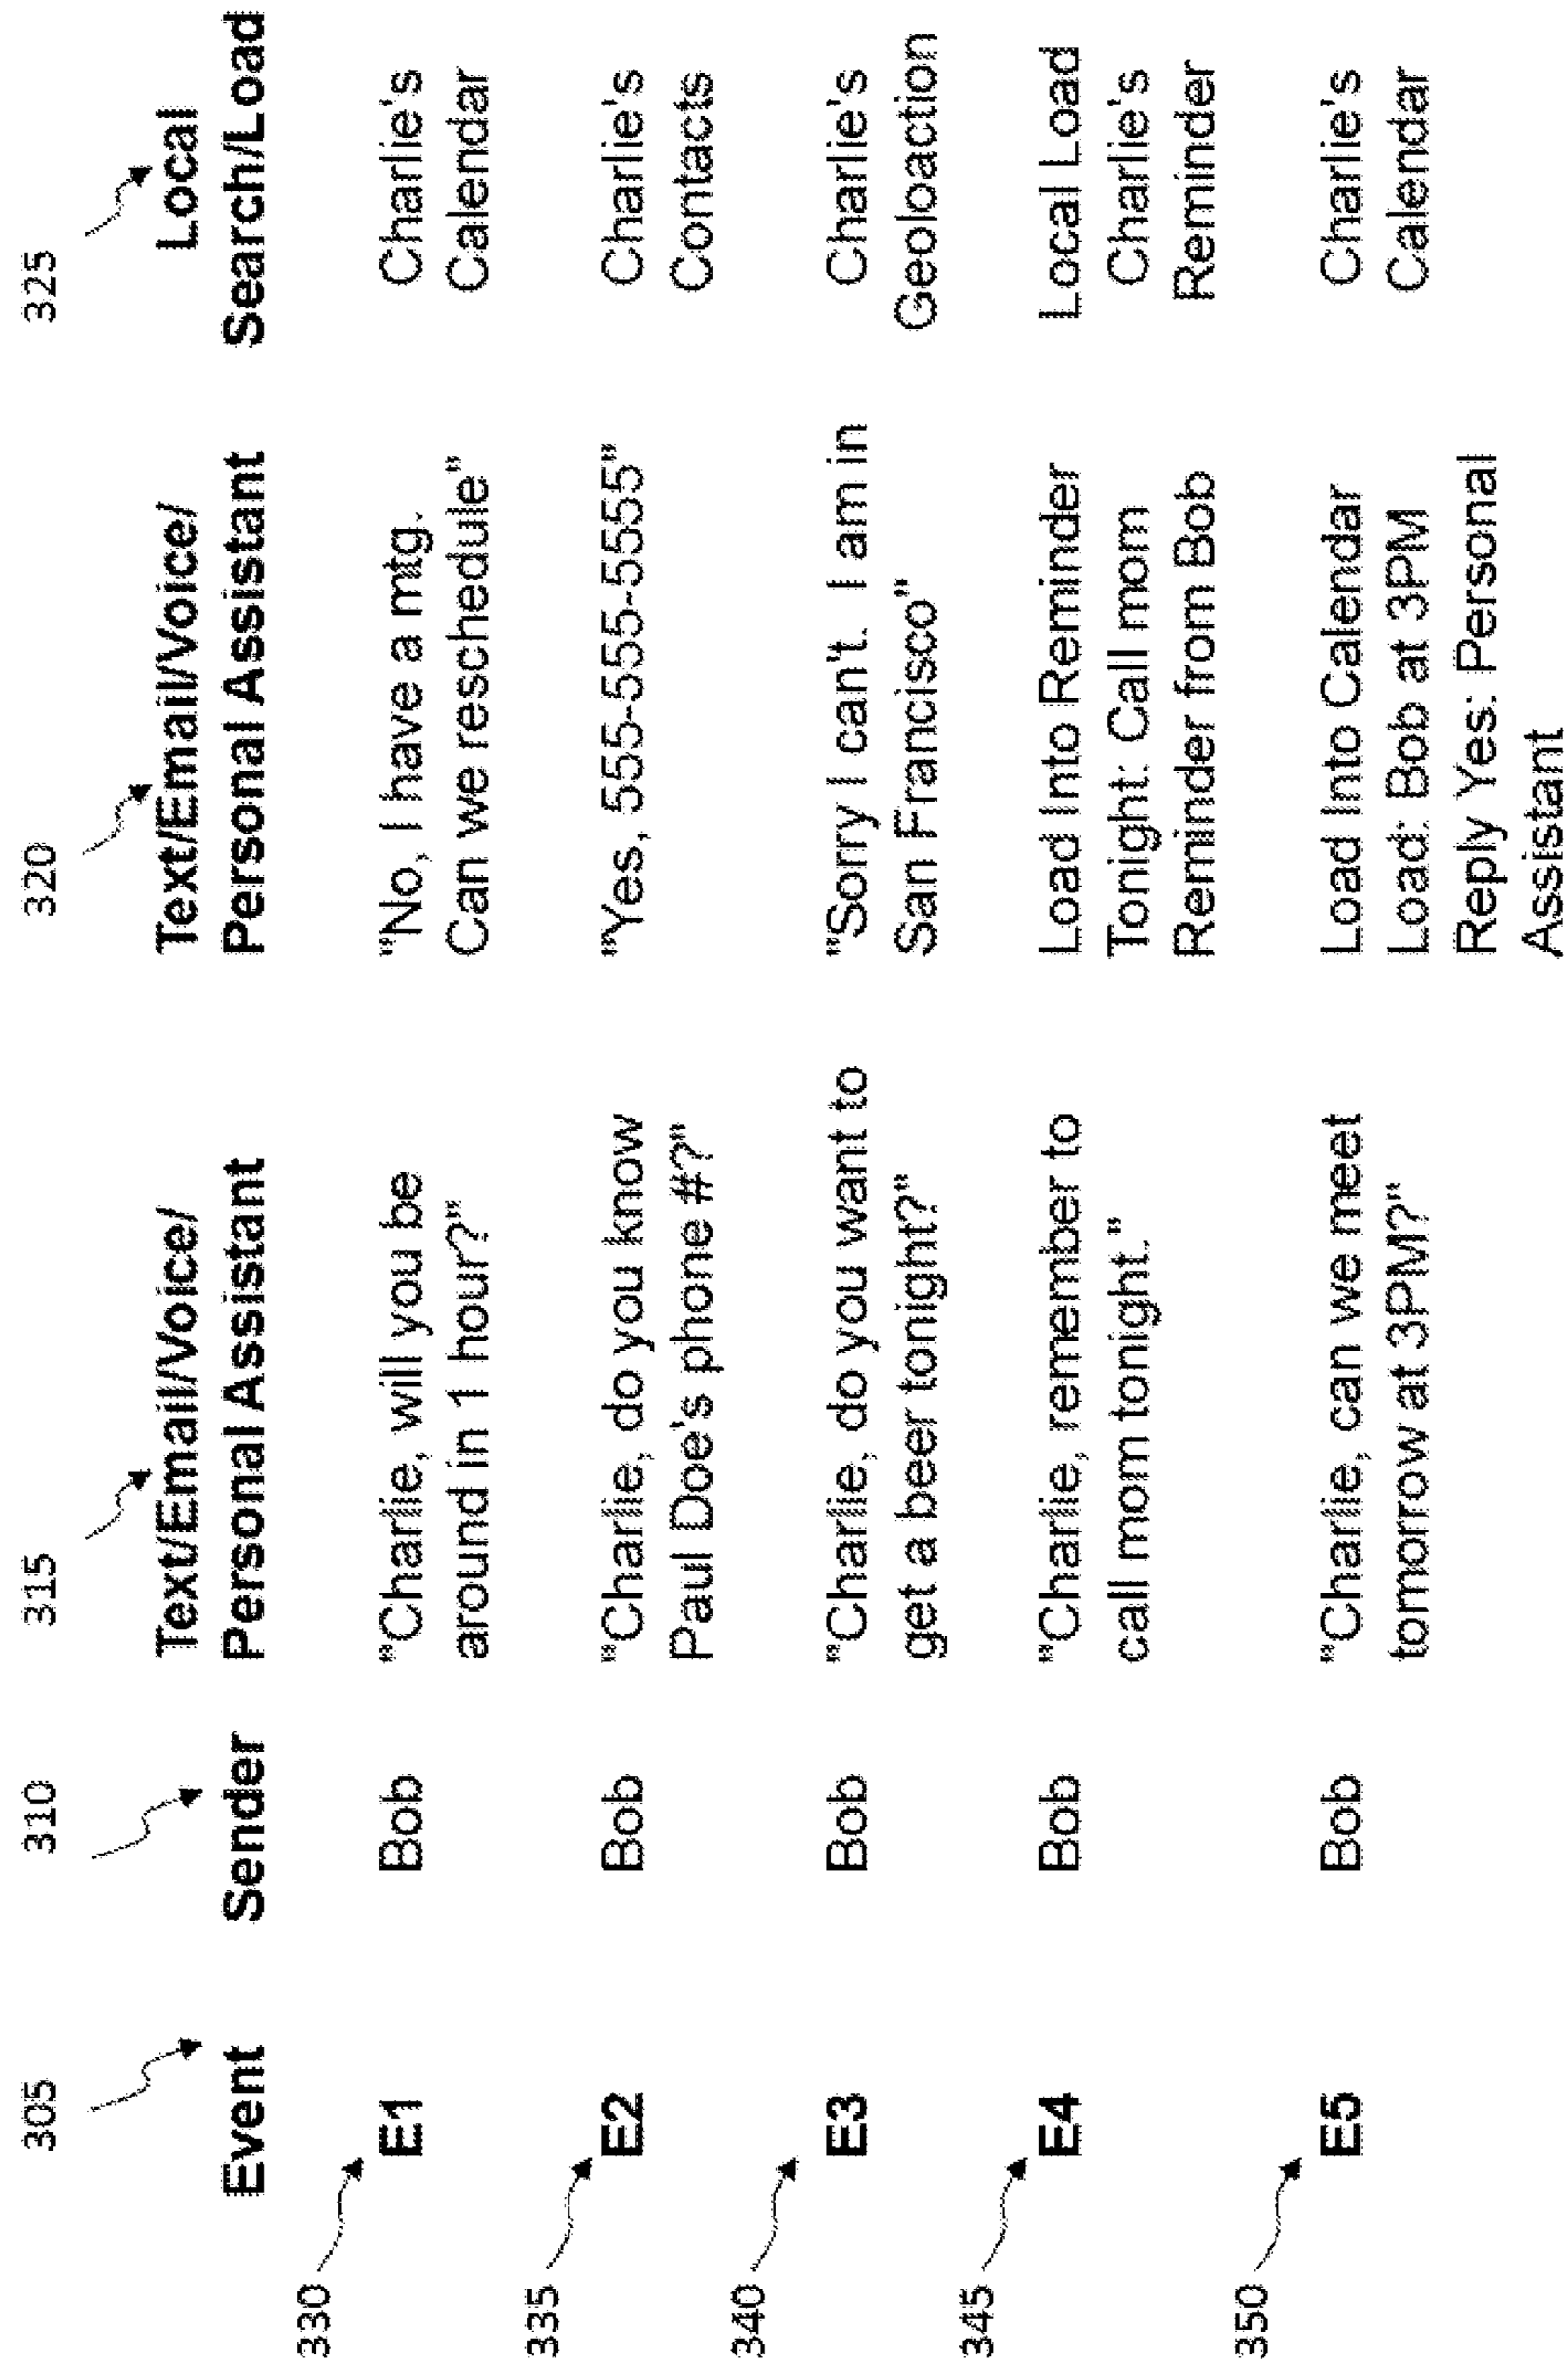 305
310
315
320
325
Event
Sender
Text/Email/Voice/
Personal Assistant
Text/Email/Voice/
Personal Assistant
Local
Search/Load
330
E1
Bob
"Charlie, will you be
around in 1 hour?"
"No, I have a mtg.
Can we reschedule"
Charlie's
Calendar
335
E2
Bob
"Charlie, do you know
Paul Doe's phone #?"
"Yes, 555-555-5555"
Charlie's
Contacts
340
E3
Bob
"Charlie, do you want to
get a beer tonight?"
"Sorry I can't. I am in
San Francisco"
Charlie's
Geoloaction
345
E4
Bob
"Charlie, remember to
call mom tonight."
Load Into Reminder
Tonight: Call mom
Reminder from Bob
Local Load
Charlie's
Reminder
350
E5
Bob
"Charlie, can we meet
tomorrow at 3PM?"
Load Into Calendar
Load: Bob at 3PM
Reply Yes: Personal
Assistant
Charlie's
Calendar